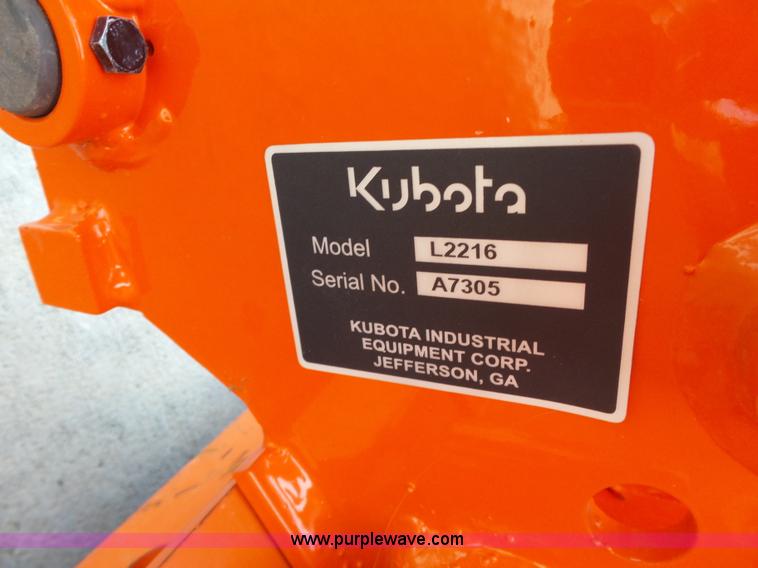 Kubota
Model L2216
Serial No. A7305
KUBOTA INDUSTRIAL
EQUIPMENT CORP.
JEFFERSON, GA
www.purplewave.com